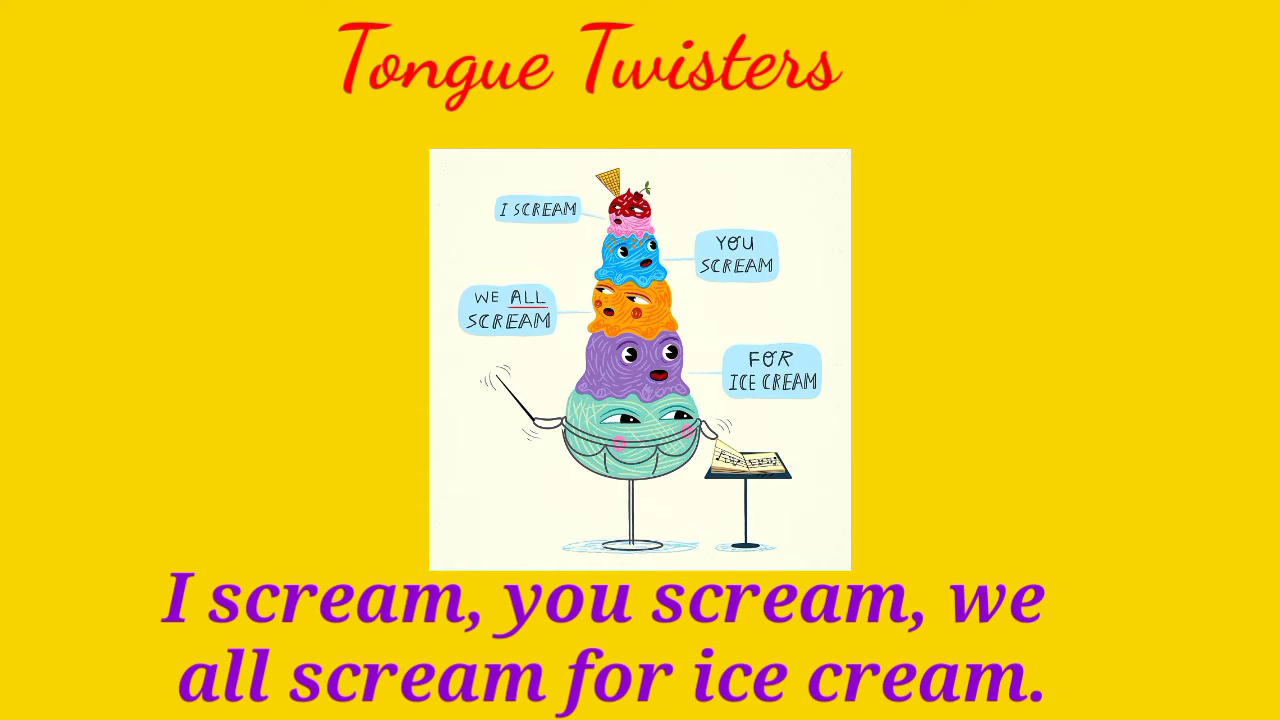 Tongue Twisters
I SCREAM
YOU
SCREAM
WE ALL
SCREAM
FOR
ICE CREAM
I scream, you scream, we
all scream for ice cream.